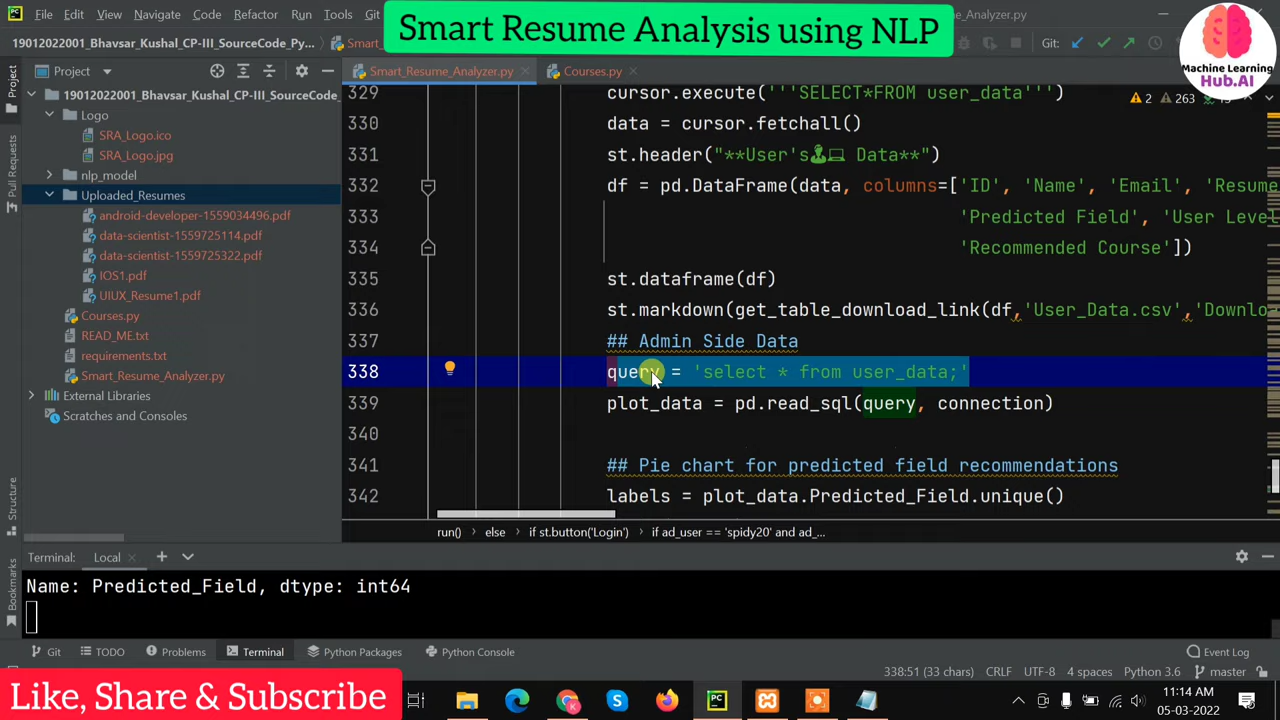 Smart Resume Analysis using NLP
Machine Learning
Hub.AI
File Edit View Navigate Code Refactor Run Tools Git
_Analyzer.py
19012022001_Bhavsar_Kushal_CP-III_SourceCode_Py...
Git:
Project
Smart_Resume_Analyzer.py
Courses.py
2
263
19012022001_Bhavsar_Kushal_CP-III_SourceCode_
Logo
SRA_Logo.ico
SRA_Logo.jpg
nlp_model
Uploaded_Resumes
android-developer-1559034496.pdf
data-scientist-1559725114.pdf
data-scientist-1559725322.pdf
IOS1.pdf
UIUX_Resume1.pdf
Courses.py
READ_ME.txt
requirements.txt
Smart_Resume_Analyzer.py
External Libraries
Scratches and Consoles
Project
Pull Requests
Structure
Bookmarks
329 cursor.execute('''SELECT*FROM user_data''')
330 data = cursor.fetchall()
331 st.header("**User's👨‍💻 Data**")
332 df = pd.DataFrame(data, columns=['ID', 'Name', 'Email', 'Resume
333 'Predicted Field', 'User Level
334 'Recommended Course'])
335 st.dataframe(df)
336 st.markdown(get_table_download_link(df,'User_Data.csv','Downlo
337 ## Admin Side Data
338 query = 'select * from user_data;'
339 plot_data = pd.read_sql(query, connection)
340
341 ## Pie chart for predicted field recommendations
342 labels = plot_data.Predicted_Field.unique()
run() else if st.button('Login') if ad_user == 'spidy20' and ad_...
Terminal: Local
Name: Predicted_Field, dtype: int64
Git TODO Problems Terminal Python Packages Python Console Event Log
338:51 (33 chars) CRLF UTF-8 4 spaces Python 3.6 master
Like, Share & Subscribe
11:14 AM
05-03-2022